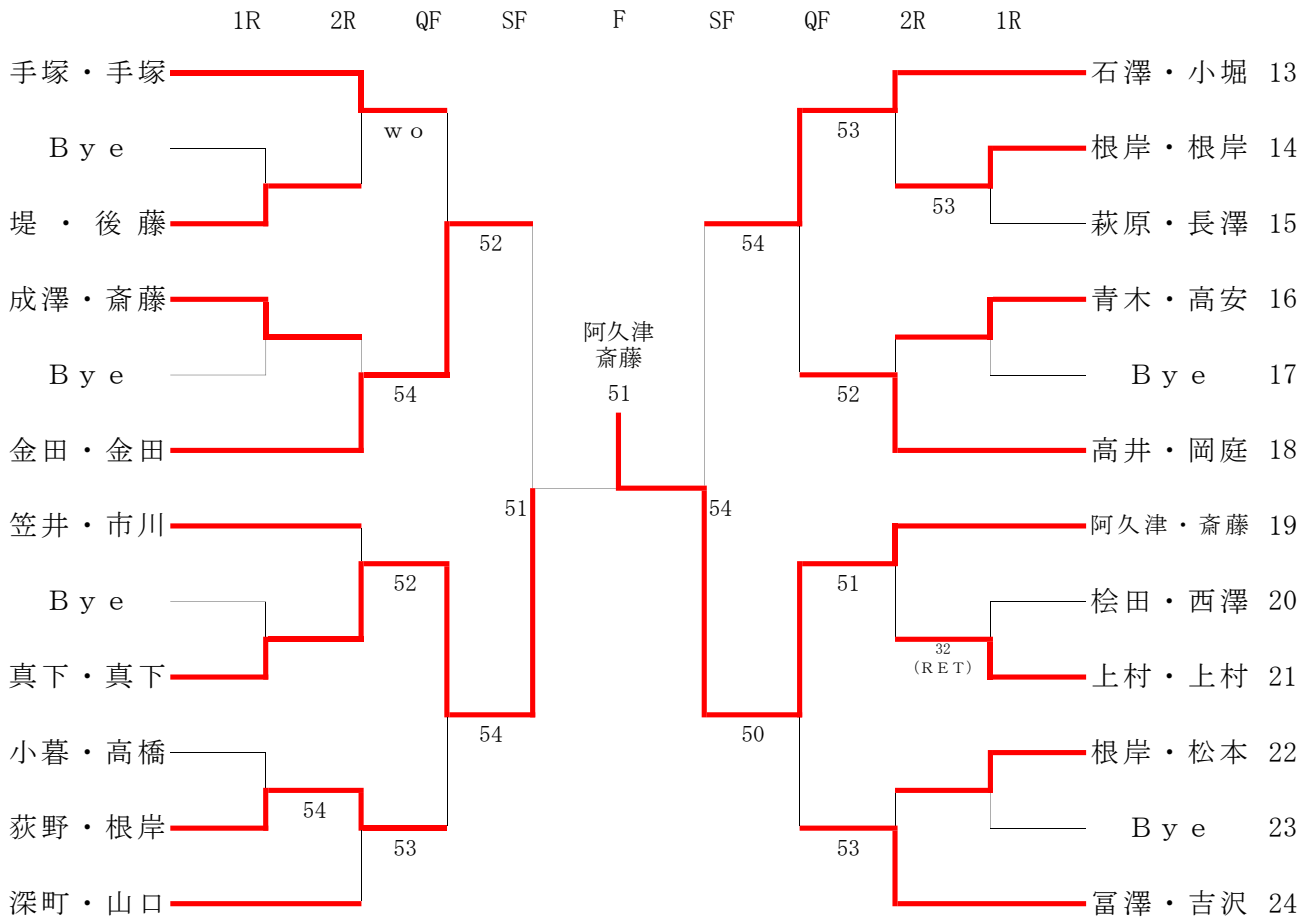 1R 2R QF SF F SF QF 2R 1R
手塚・手塚
Ｂｙｅ
堤・後藤
成澤・斎藤
Ｂｙｅ
金田・金田
笠井・市川
Ｂｙｅ
真下・真下
小暮・高橋
荻野・根岸
深町・山口
ｗｏ
54
52
54
53
52
54
51
54
阿久津
斎藤
51
54
54
50
53
52
51
53
53
32
(ＲＥＴ)
石澤・小堀 13
根岸・根岸 14
萩原・長澤 15
青木・高安 16
Ｂｙｅ 17
高井・岡庭 18
阿久津・斎藤 19
桧田・西澤 20
上村・上村 21
根岸・松本 22
Ｂｙｅ 23
冨澤・吉沢 24